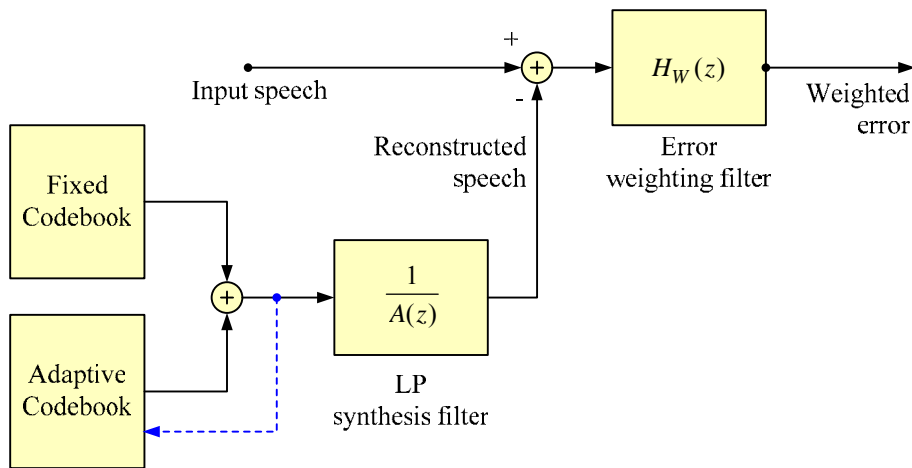 +
+
H_W(z)
-
Input speech
Weighted
error
Reconstructed
speech
Error
weighting filter
Fixed
Codebook
+
1
A(z)
Adaptive
Codebook
LP
synthesis filter